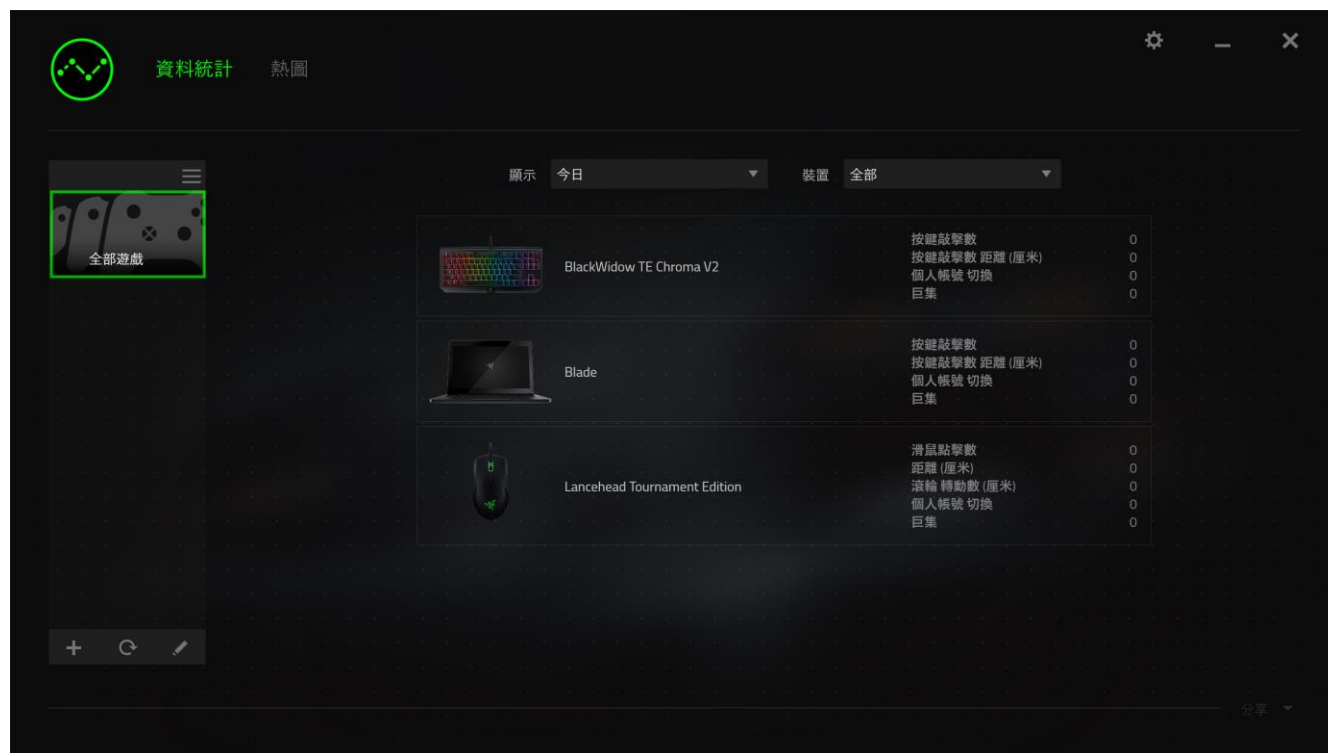 資料統計 熱圖
顯示 今日 裝置 全部
全部遊戲
BlackWidow TE Chroma V2
按鍵敲擊數 0
按鍵敲擊數 距離 (厘米) 0
個人帳號 切換 0
巨集 0
Blade
按鍵敲擊數 0
按鍵敲擊數 距離 (厘米) 0
個人帳號 切換 0
巨集 0
Lancehead Tournament Edition
滑鼠點擊數 0
距離 (厘米) 0
滾輪 轉動數 (厘米) 0
個人帳號 切換 0
巨集 0
分享